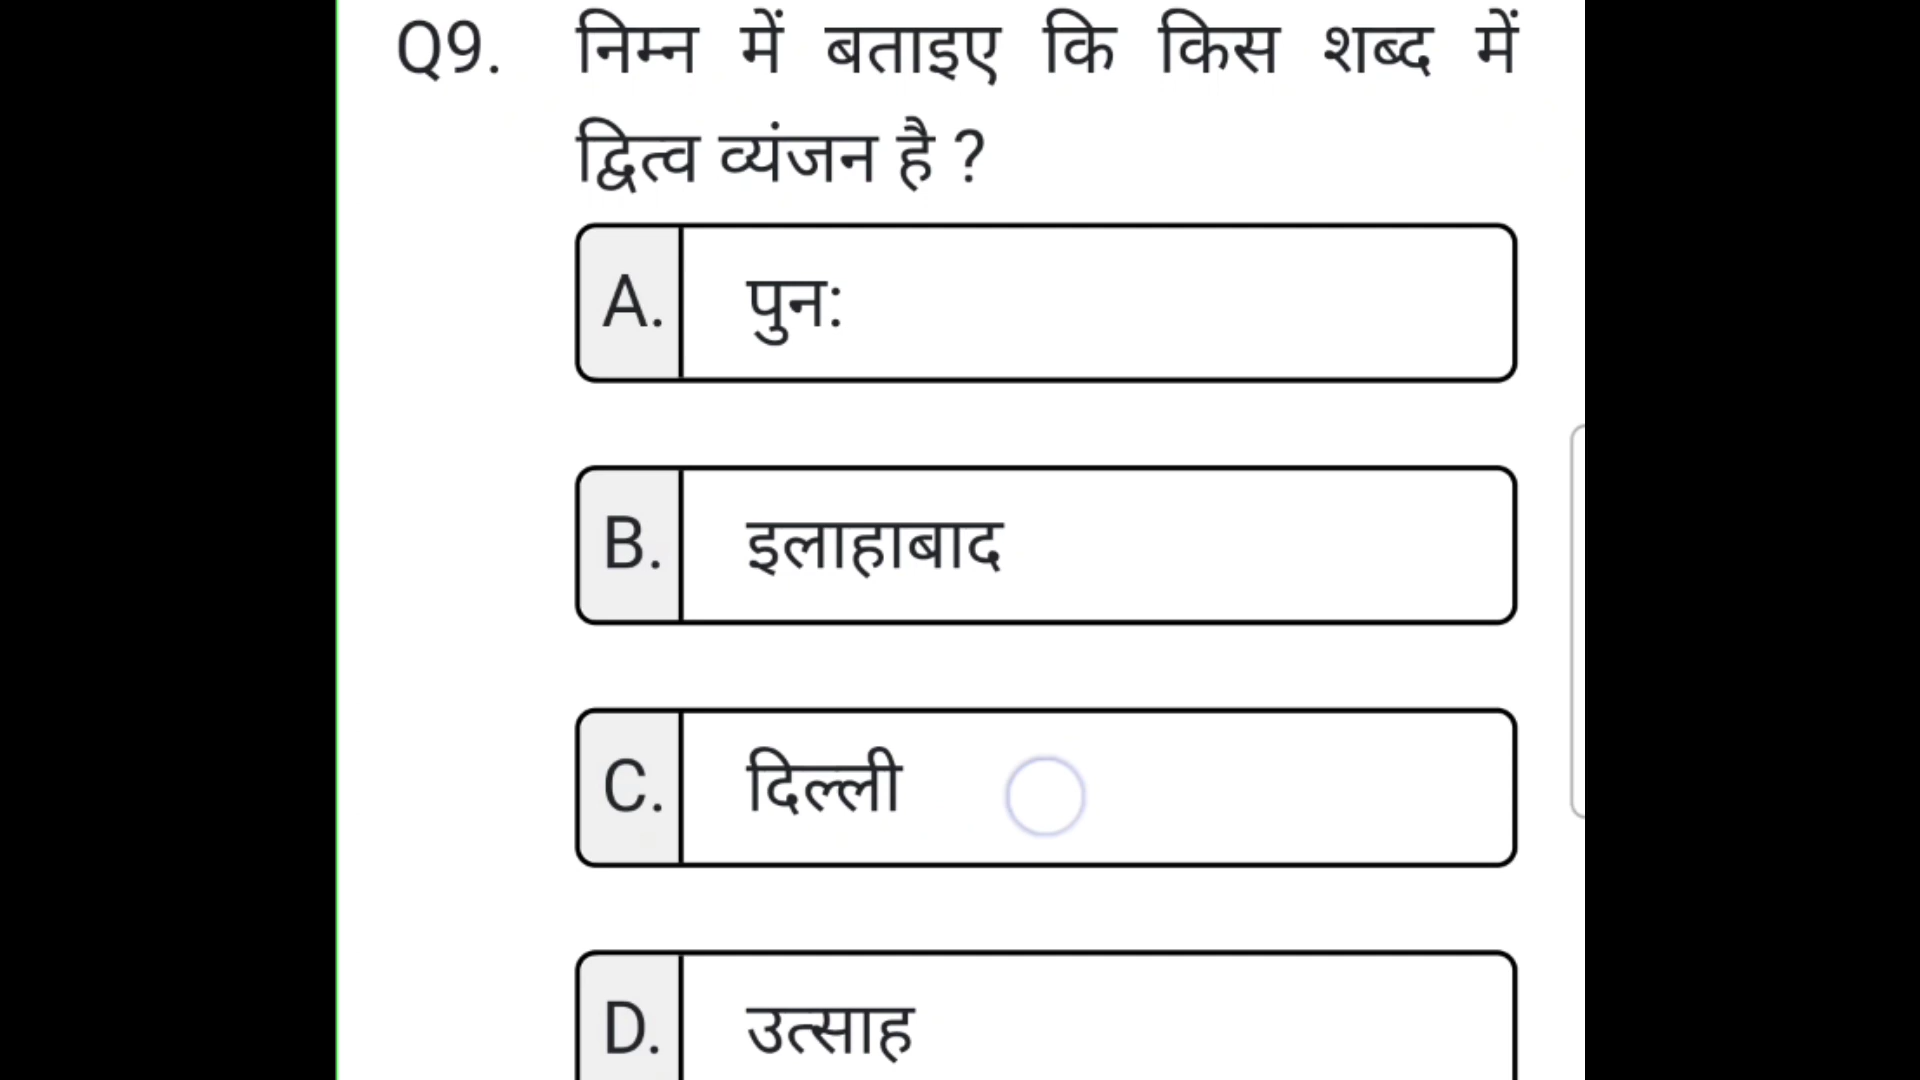 Q9. निम्न में बताइए कि किस शब्द में
द्वित्व व्यंजन है ?
A. पुन:
B. इलाहाबाद
C. दिल्ली
D. उत्साह